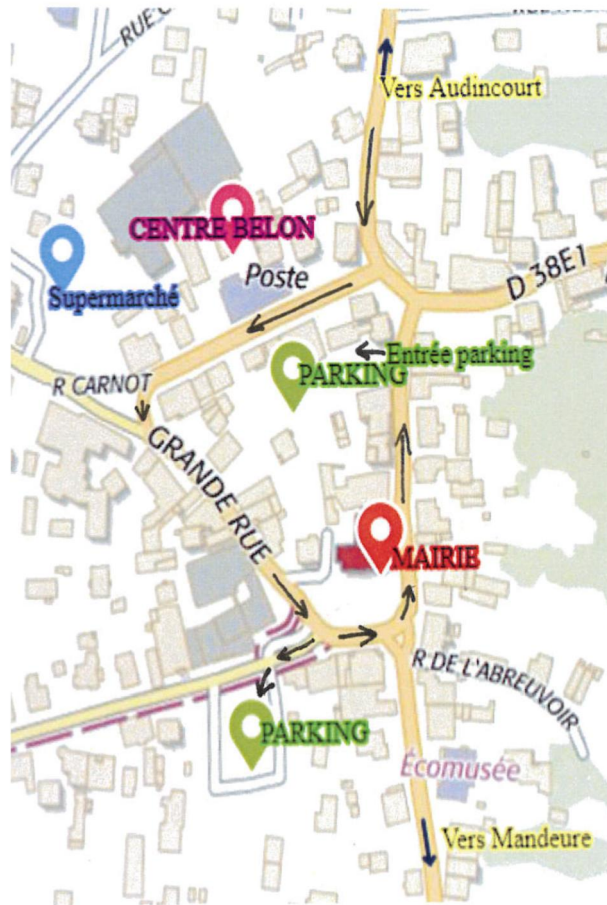 RUE C
Vers Audincourt
CENTRE BELON
Poste
D 38E1
Supermarché
Entrée parking
PARKING
R CARNOT
GRANDE RUE
MAIRIE
R DE L'ABREUVOIR
PARKING
Écomusée
Vers Mandeure